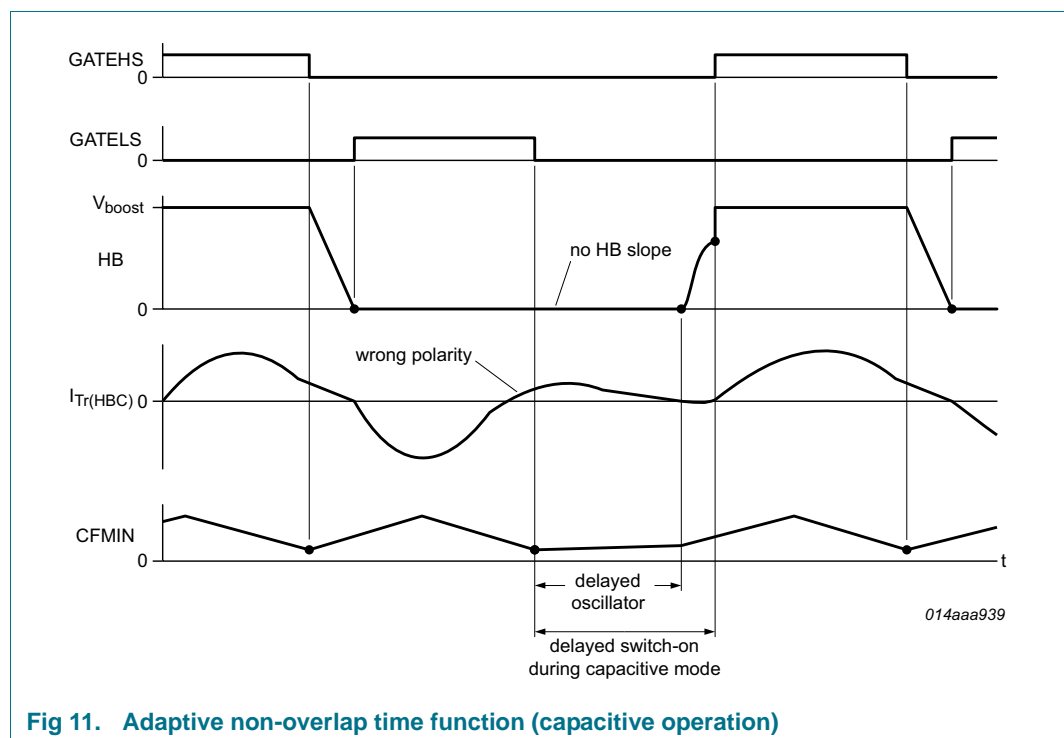 GATEHS
0
GATELS
0
Vboost
HB
no HB slope
0
wrong polarity
ITr(HBC) 0
CFMIN
0
t
delayed
oscillator
014aaa939
delayed switch-on
during capacitive mode
Fig 11. Adaptive non-overlap time function (capacitive operation)